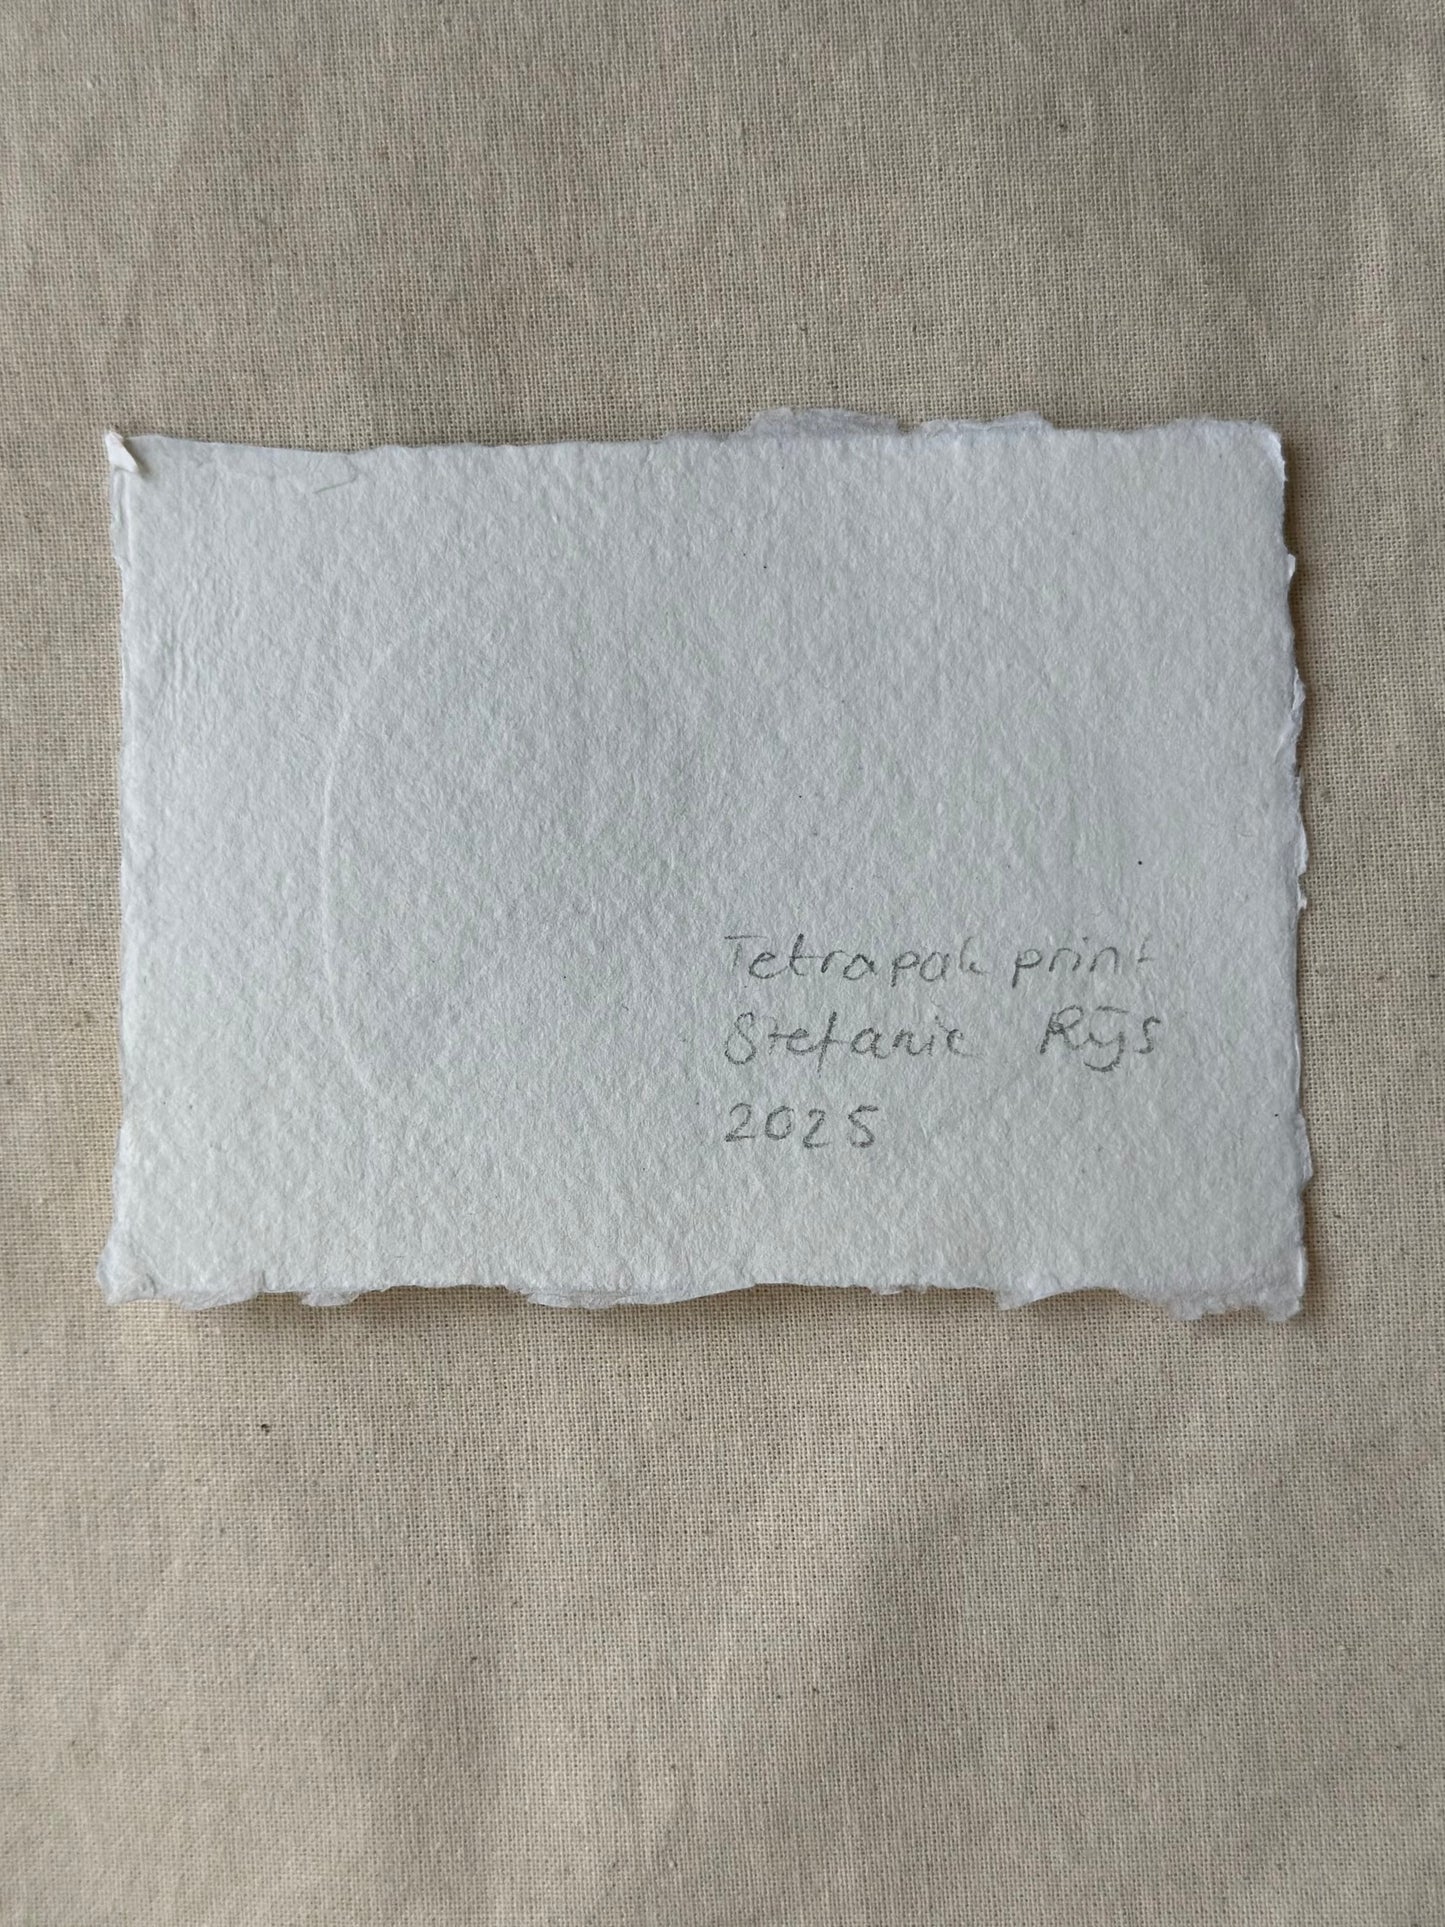 Tetrapak print
Stefanie Rijs
2025